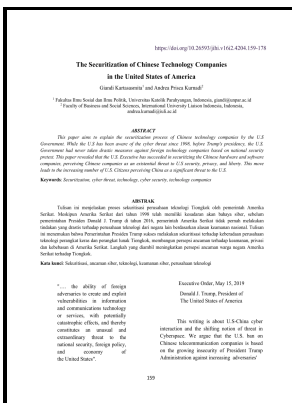 https://doi.org/10.26593/jihi.v16i2.4204.159-178
The Securitization of Chinese Technology Companies
in the United States of America
Giandi Kartasasmita¹ and Andrea Prisca Kurnadi²
¹ Fakultas Ilmu Sosial dan Ilmu Politik, Universitas Katolik Parahyangan, Indonesia, giandi@unpar.ac.id
² Faculty of Business and Social Sciences, International University Liaison Indonesia, Indonesia,
andrea.kurnadi@iuli.ac.id
ABSTRACT
This paper aims to explain the securitization process of Chinese technology companies by the U.S
Government. While the U.S has been aware of the cyber threat since 1998, before Trump's presidency, the U.S
Government had never taken drastic measures against foreign technology companies based on national security
pretext. This paper revealed that the U.S Executive has succeeded to securitizing the Chinese hardware and software
companies, perceiving Chinese companies as an existential threat to U.S security, privacy, and liberty. This move
leads to the increasing number of U.S. Citizens perceiving China as a significant threat to the U.S.
Keywords: Securitization, cyber threat, technology, cyber security, technology companies
ABSTRAK
Tulisan ini menjelaskan proses sekuritisasi perusahaan teknologi Tiongkok oleh pemerintah Amerika
Serikat. Meskipun Amerika Serikat dari tahun 1998 telah memiliki kesadaran akan bahaya siber, sebelum
pemerintahan Presiden Donald J. Trump di tahun 2016, pemerintah Amerika Serikat tidak pernah melakukan
tindakan yang drastis terhadap perusahaan teknologi dari negara lain berdasarkan alasan keamanan nasional. Tulisan
ini menemukan bahwa Pemerintahan Presiden Trump sukses melakukan sekuritisasi terhadap keberadaan perusahaan
teknologi perangkat keras dan perangkat lunak Tiongkok, membangun persepsi ancaman terhadap keamanan, privasi
dan kebebasan di Amerika Serikat. Langkah yang diambil meningkatkan persepsi ancaman warga negara Amerika
Serikat terhadap Tiongkok.
Kata kunci: Sekuritisasi, ancaman siber, teknologi, keamanan siber, perusahaan teknologi
"…. the ability of foreign
adversaries to create and exploit
vulnerabilities in information
and communications technology
or services, with potentially
catastrophic effects, and thereby
constitutes an unusual and
extraordinary threat to the
national security, foreign policy,
and economy of
the United States".
Executive Order, May 15, 2019
Donald J. Trump, President of
The United States of America
This writing is about U.S-China cyber
interaction and the shifting notion of threat in
Cyberspace. We argue that the U.S. ban on
Chinese telecommunication companies is based
on the growing insecurity of President Trump
Administration against increasing adversaries'
159